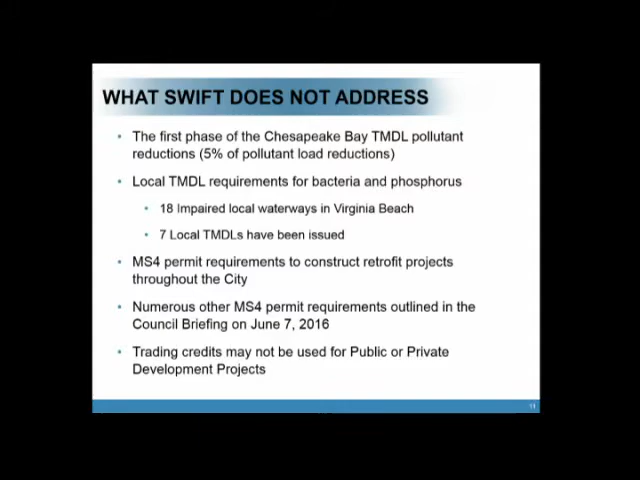 WHAT SWIFT DOES NOT ADDRESS
• The first phase of the Chesapeake Bay TMDL pollutant
reductions (5% of pollutant load reductions)
• Local TMDL requirements for bacteria and phosphorus
• 18 Impaired local waterways in Virginia Beach
• 7 Local TMDLs have been issued
• MS4 permit requirements to construct retrofit projects
throughout the City
• Numerous other MS4 permit requirements outlined in the
Council Briefing on June 7, 2016
• Trading credits may not be used for Public or Private
Development Projects